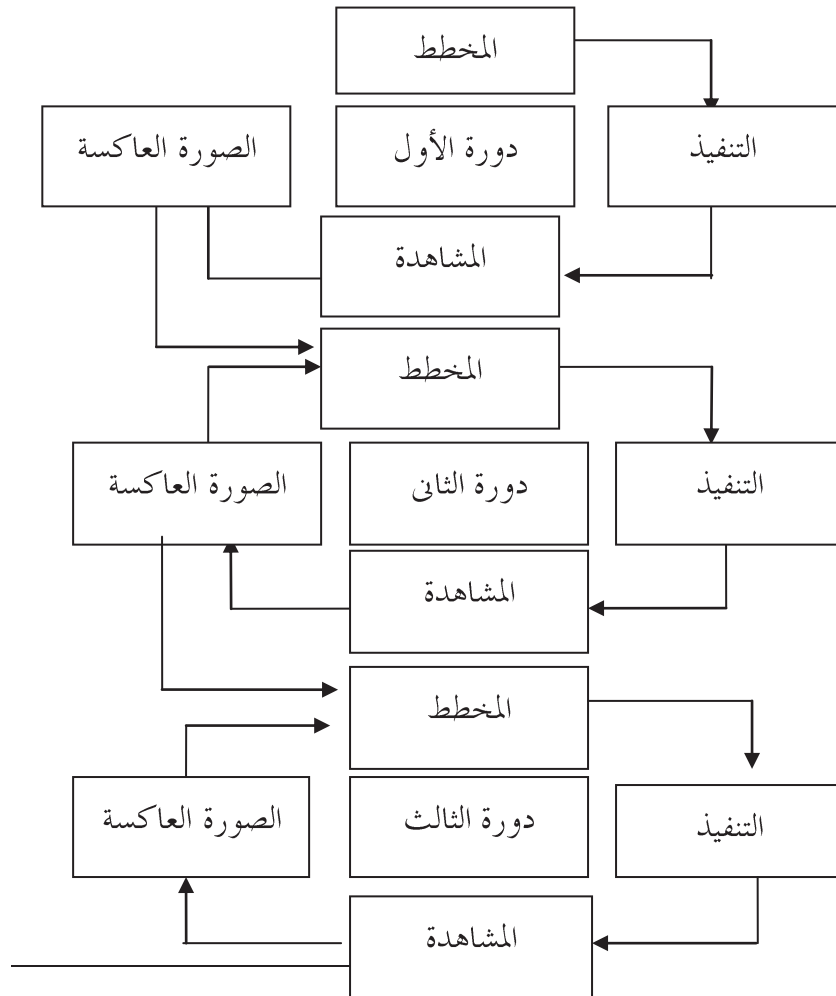 المخطط
التنفيذ
دورة الأول
الصورة العاكسة
المشاهدة
المخطط
التنفيذ
دورة الثانى
الصورة العاكسة
المشاهدة
المخطط
التنفيذ
دورة الثالث
الصورة العاكسة
المشاهدة